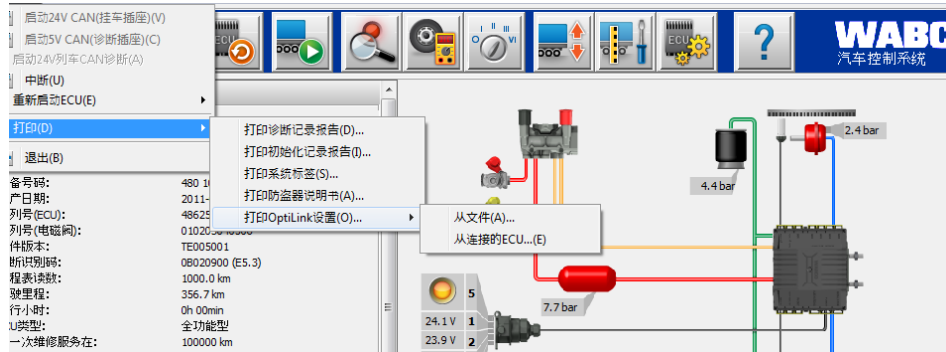 启动24V CAN(挂车插座)(V)
启动5V CAN(诊断插座)(C)
启动24V列车CAN诊断(A)
中断(U)
重新启动ECU(E)
打印(D)
退出(B)
打印诊断记录报告(D)...
打印初始化记录报告(I)...
打印系统标签(S)...
打印防盗器说明书(A)...
打印OptiLink设置(O)...
从文件(A)...
从连接的ECU...(E)
ECU
I II III
O VI
ECU
?
WABC
汽车控制系统
备号码: 480 10
产日期: 2011-
列号(ECU): 48625
列号(电磁阀):
件版本: TE005001
断识别码: 0B020900 (E5.3)
程表读数: 1000.0 km
驶里程: 356.7 km
行小时: 0h 00min
CU类型: 全功能型
一次维修服务在: 100000 km
2.4 bar
4.4 bar
7.7 bar
5
24.1 V 1
23.9 V 2